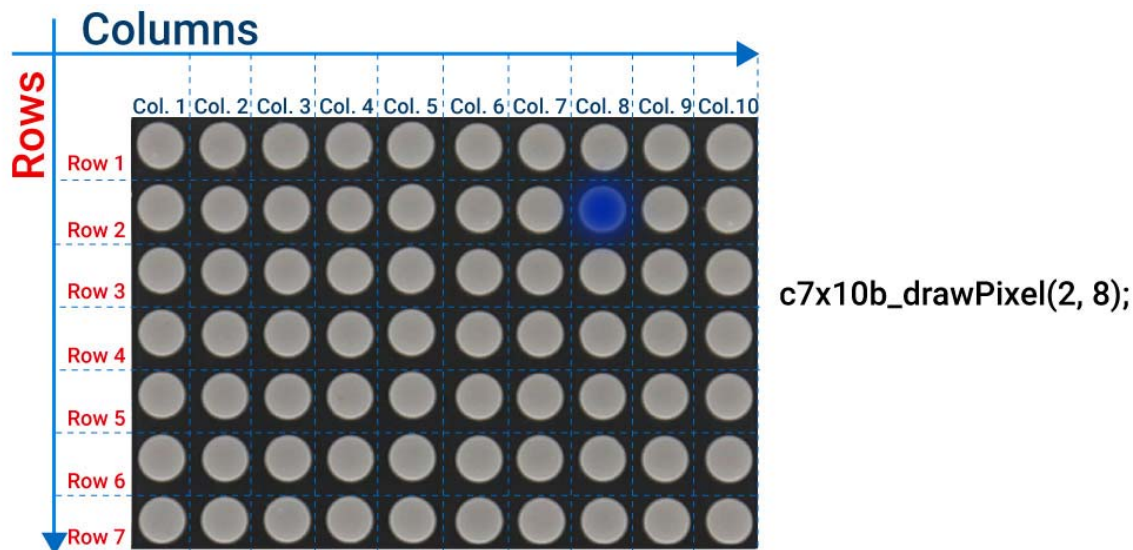 Columns
Rows
Col. 1 Col. 2 Col. 3 Col. 4 Col. 5 Col. 6 Col. 7 Col. 8 Col. 9 Col.10
Row 1
Row 2
Row 3
c7x10b_drawPixel(2, 8);
Row 4
Row 5
Row 6
Row 7